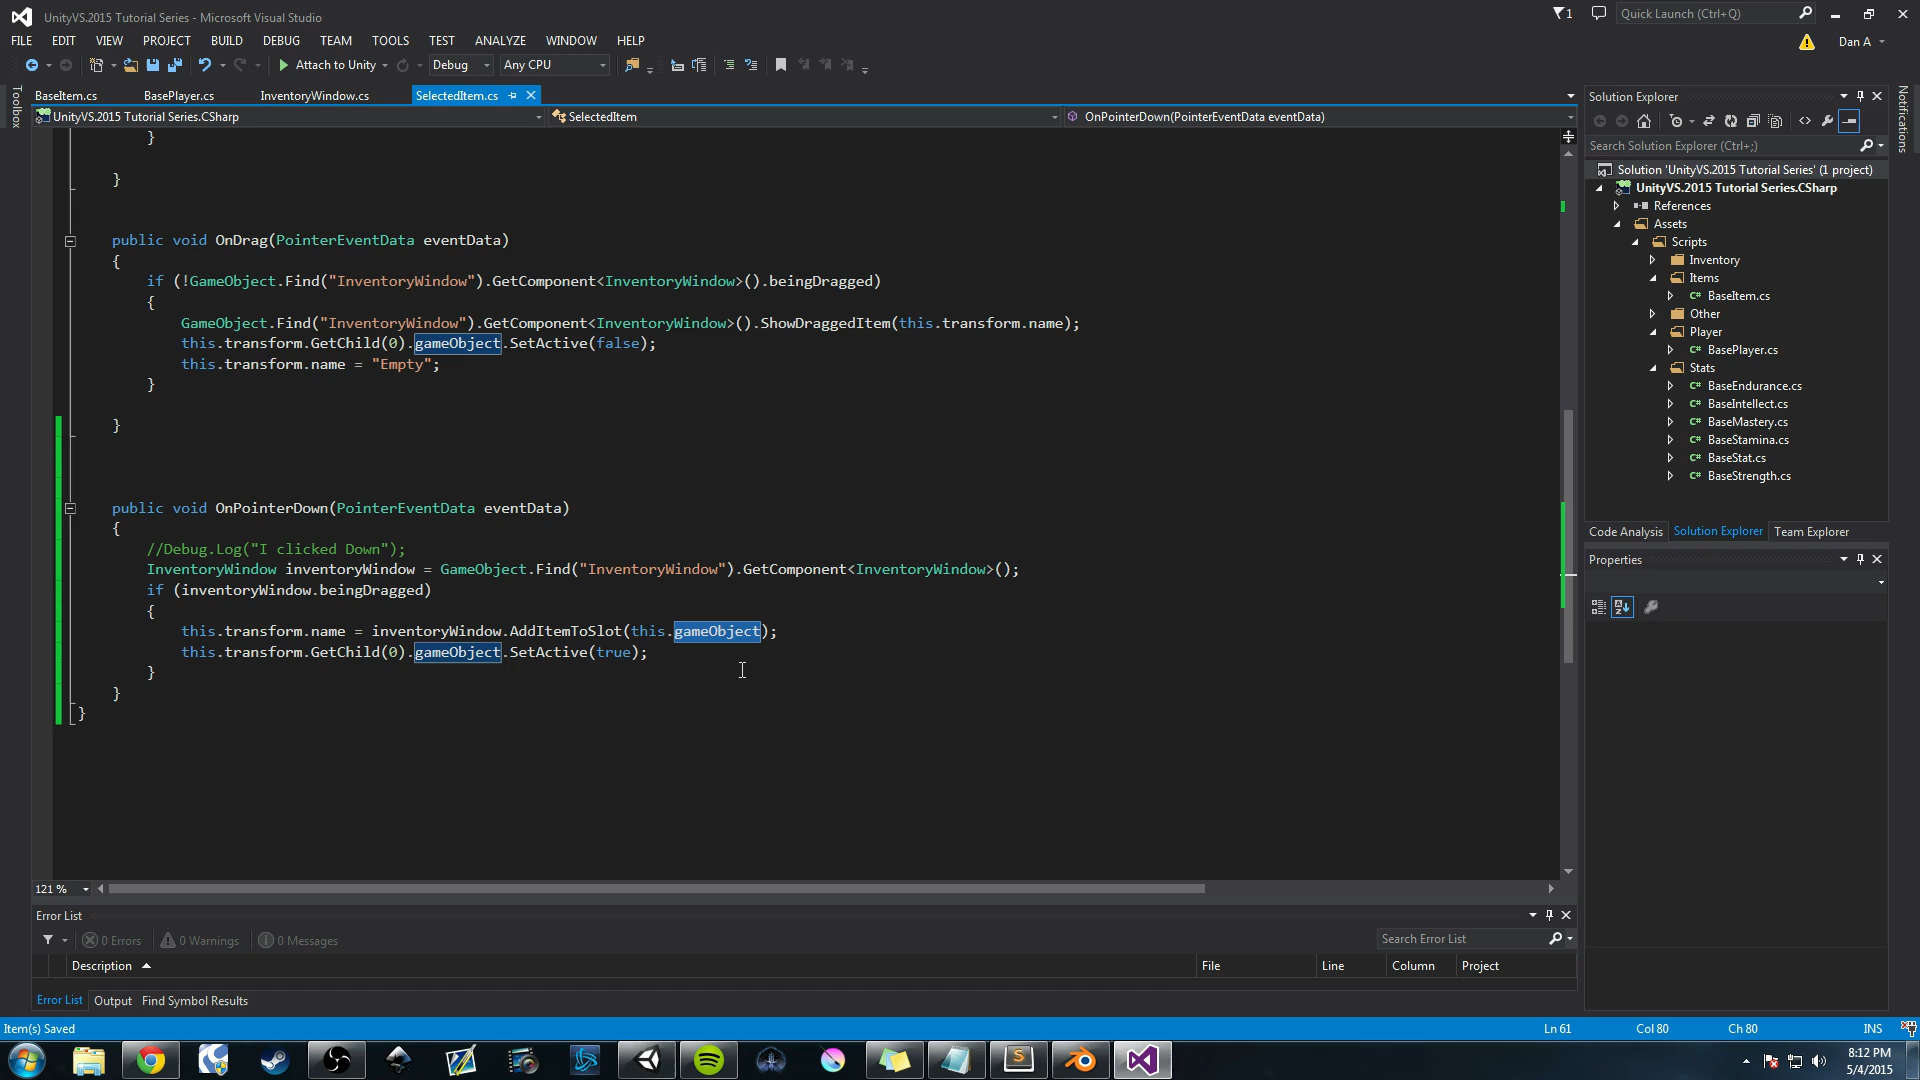 UnityVS.2015 Tutorial Series - Microsoft Visual Studio
1
Quick Launch (Ctrl+Q)
FILE EDIT VIEW PROJECT BUILD DEBUG TEAM TOOLS TEST ANALYZE WINDOW HELP
Dan A
Attach to Unity
Debug
Any CPU
Toolbox
BaseItem.cs BasePlayer.cs InventoryWindow.cs SelectedItem.cs
UnityVS.2015 Tutorial Series.CSharp
SelectedItem
OnPointerDown(PointerEventData eventData)
}
}
public void OnDrag(PointerEventData eventData)
{
if (!GameObject.Find("InventoryWindow").GetComponent<InventoryWindow>().beingDragged)
{
GameObject.Find("InventoryWindow").GetComponent<InventoryWindow>().ShowDraggedItem(this.transform.name);
this.transform.GetChild(0).gameObject.SetActive(false);
this.transform.name = "Empty";
}
}
public void OnPointerDown(PointerEventData eventData)
{
//Debug.Log("I clicked Down");
InventoryWindow inventoryWindow = GameObject.Find("InventoryWindow").GetComponent<InventoryWindow>();
if (inventoryWindow.beingDragged)
{
this.transform.name = inventoryWindow.AddItemToSlot(this.gameObject);
this.transform.GetChild(0).gameObject.SetActive(true);
}
}
}
121 %
Error List
0 Errors
0 Warnings
0 Messages
Search Error List
Description
File
Line
Column
Project
Error List Output Find Symbol Results
Solution Explorer
Search Solution Explorer (Ctrl+;)
Solution 'UnityVS.2015 Tutorial Series' (1 project)
UnityVS.2015 Tutorial Series.CSharp
References
Assets
Scripts
Inventory
Items
C# BaseItem.cs
Other
Player
C# BasePlayer.cs
Stats
C# BaseEndurance.cs
C# BaseIntellect.cs
C# BaseMastery.cs
C# BaseStamina.cs
C# BaseStat.cs
C# BaseStrength.cs
Code Analysis Solution Explorer Team Explorer
Properties
Notifications
Item(s) Saved
Ln 61
Col 80
Ch 80
INS
8:12 PM
5/4/2015